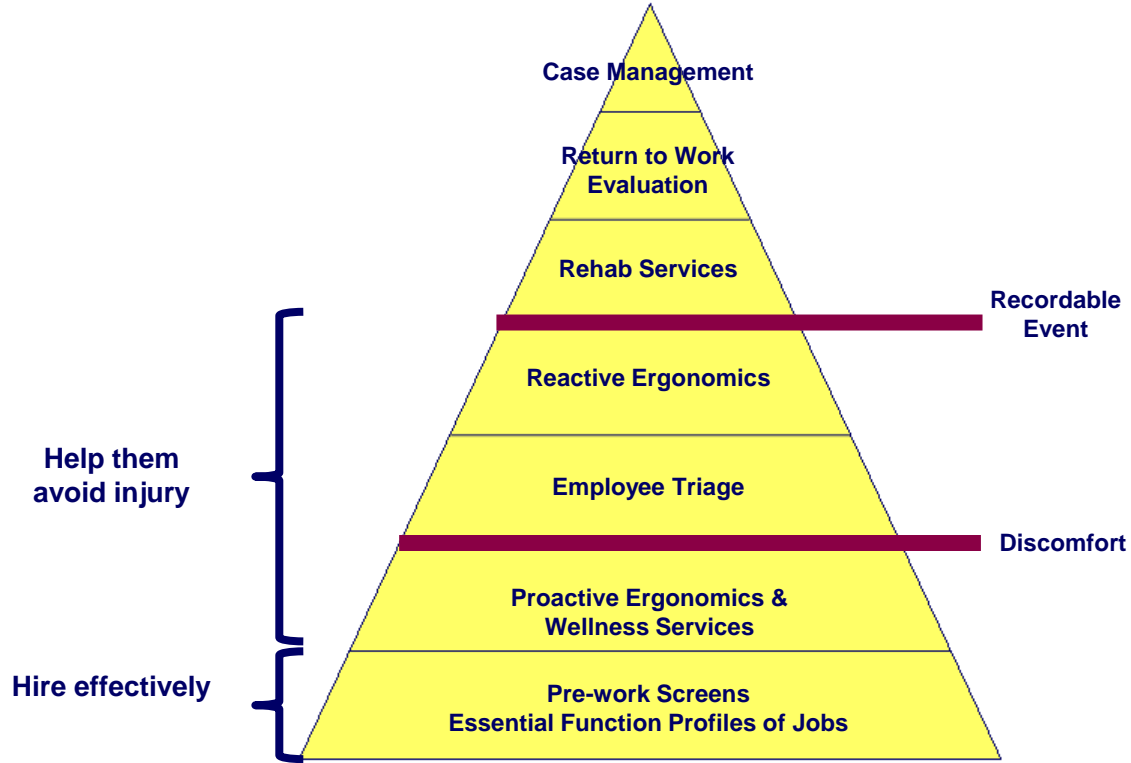 Case Management
Return to Work
Evaluation
Rehab Services
Recordable
Event
Reactive Ergonomics
Help them
avoid injury
Employee Triage
Discomfort
Proactive Ergonomics &
Wellness Services
Hire effectively
Pre-work Screens
Essential Function Profiles of Jobs